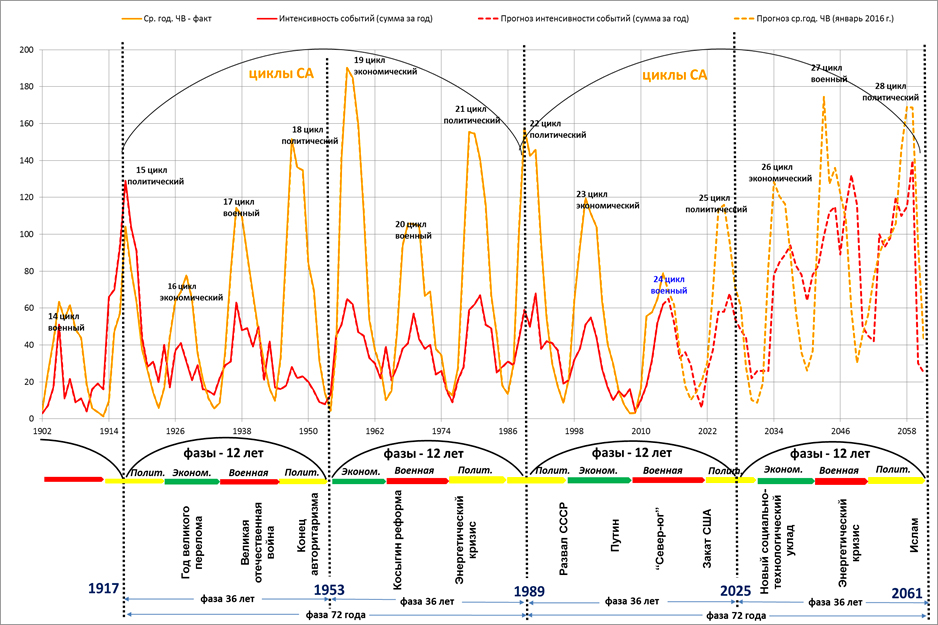 Ср. год. ЧВ - факт
Интенсивность событий (сумма за год)
Прогноз интенсивности событий (сумма за год)
Прогноз ср.год. ЧВ (январь 2016 г.)
200
180
160
140
120
100
80
60
40
20
0
циклы СА
циклы СА
14 цикл
военный
15 цикл
политический
16 цикл
экономический
17 цикл
военный
18 цикл
политический
19 цикл
экономический
20 цикл
военный
21 цикл
политический
22 цикл
политический
23 цикл
экономический
24 цикл
военный
25 цикл
политический
26 цикл
экономический
27 цикл
военный
28 цикл
политический
1902 1914 1926 1938 1950 1962 1974 1986 1998 2010 2022 2034 2046 2058
фазы - 12 лет
фазы - 12 лет
фазы - 12 лет
фазы - 12 лет
Полит. Эконом. Военная Полит. Эконом. Военная Полит. Полит. Эконом. Военная Полит. Эконом. Военная Полит.
Год великого
перелома
Великая
отечественная
война
Конец
авторитаризма
Косыгин реформа
Энергетический
кризис
Развал СССР
Путин
"Север-юг"
Закат США
Новый социально-
технологический
уклад
Энергетический
кризис
Ислам
1917 1953 1989 2025 2061
фаза 36 лет
фаза 36 лет
фаза 36 лет
фаза 36 лет
фаза 72 года
фаза 72 года